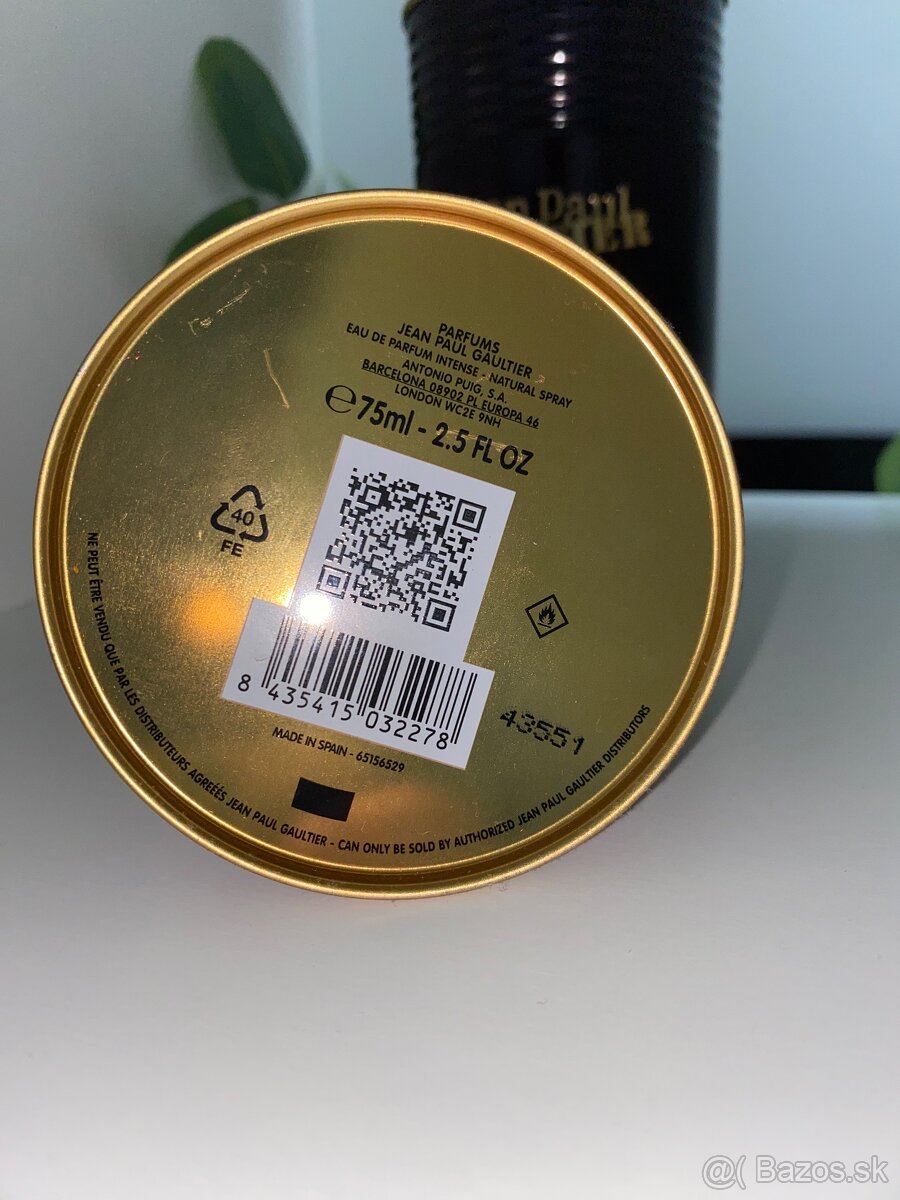 an Paul
TIER
PARFUMS
JEAN PAUL GAULTIER
EAU DE PARFUM INTENSE - NATURAL SPRAY
ANTONIO PUIG, S.A.
BARCELONA 08902 PL EUROPA 46
LONDON WC2E 9NH
℮75ml - 2.5 FL OZ
40
FE
8 435415 032278
43551
MADE IN SPAIN - 65156529
NE PEUT ÊTRE VENDU QUE PAR LES DISTRIBUTEURS AGREÉÉS JEAN PAUL GAULTIER - CAN ONLY BE SOLD BY AUTHORIZED JEAN PAUL GAULTIER DISTRIBUTORS
@( Bazos.sk